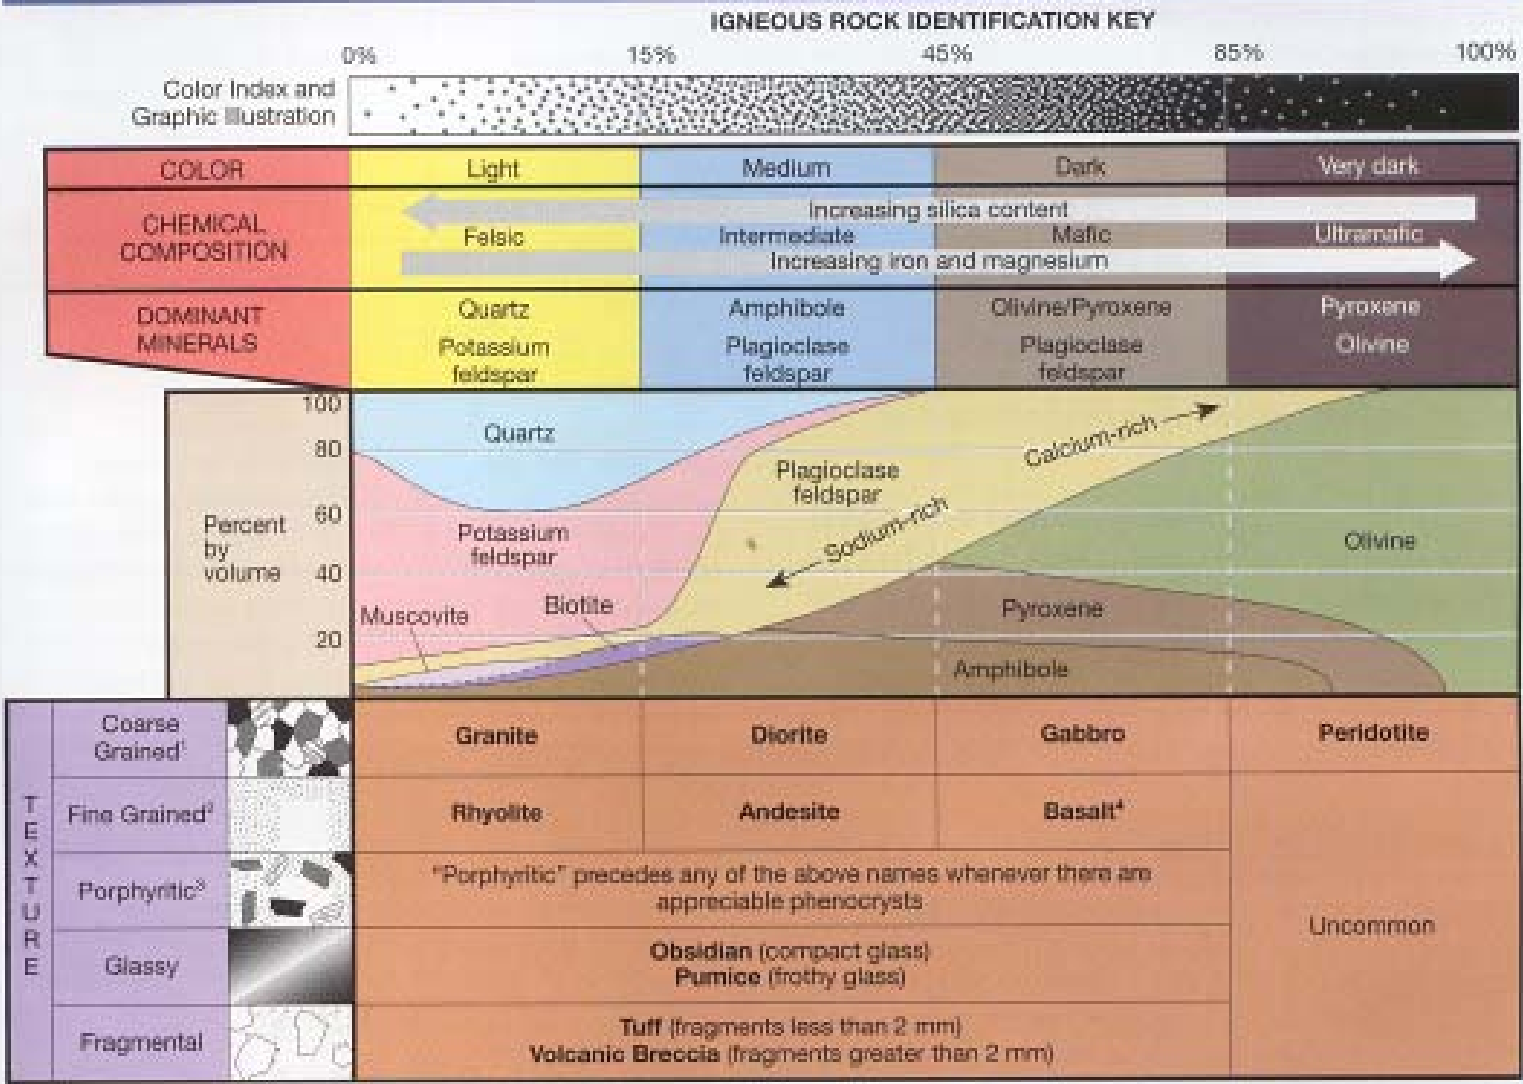 IGNEOUS ROCK IDENTIFICATION KEY
0% 15% 45% 85% 100%
Color Index and
Graphic Illustration
COLOR Light Medium Dark Very dark
Increasing silica content
CHEMICAL
COMPOSITION
Felsic Intermediate Mafic Ultramafic
Increasing iron and magnesium
DOMINANT
MINERALS
Quartz Amphibole Olivine/Pyroxene Pyroxene
Potassium
feldspar
Plagioclase
feldspar
Plagioclase
feldspar
Olivine
100
80
60
40
20
Percent
by
volume
Quartz
Potassium
feldspar
Muscovite
Biotite
Plagioclase
feldspar
Calcium-rich
Sodium-rich
Olivine
Pyroxene
Amphibole
TEXTURE
Coarse
Grained¹
Granite Diorite Gabbro Peridotite
Fine Grained² Rhyolite Andesite Basalt⁴
Porphyritic³
"Porphyritic" precedes any of the above names whenever there are
appreciable phenocrysts
Uncommon
Glassy
Obsidian (compact glass)
Pumice (frothy glass)
Fragmental
Tuff (fragments less than 2 mm)
Volcanic Breccia (fragments greater than 2 mm)